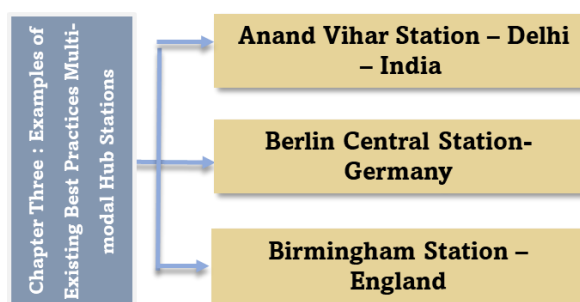 Chapter Three : Examples of
Existing Best Practices Multi-
modal Hub Stations
Anand Vihar Station – Delhi
– India
Berlin Central Station-
Germany
Birmingham Station –
England